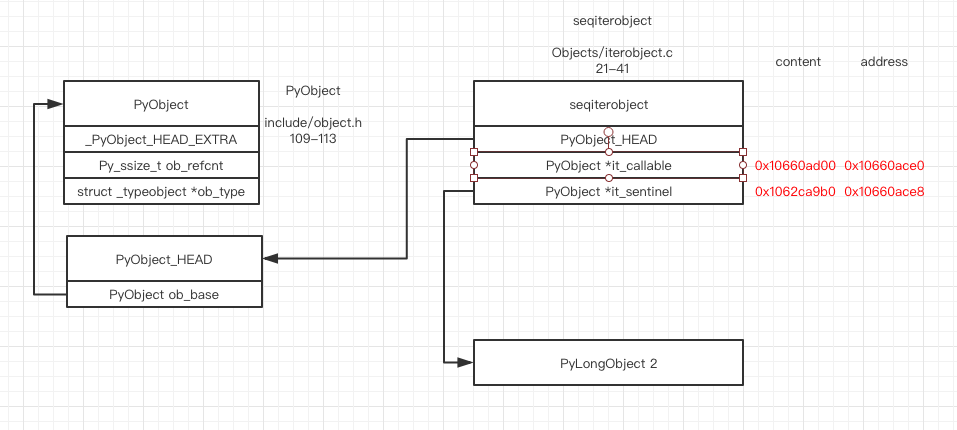 seqiterobject
Objects/iterobject.c
21-41
content
address
PyObject
_PyObject_HEAD_EXTRA
Py_ssize_t ob_refcnt
struct _typeobject *ob_type
PyObject
include/object.h
109-113
seqiterobject
PyObject_HEAD
PyObject *it_callable
0x10660ad00
0x10660ace0
PyObject *it_sentinel
0x1062ca9b0
0x10660ace8
PyObject_HEAD
PyObject ob_base
PyLongObject 2